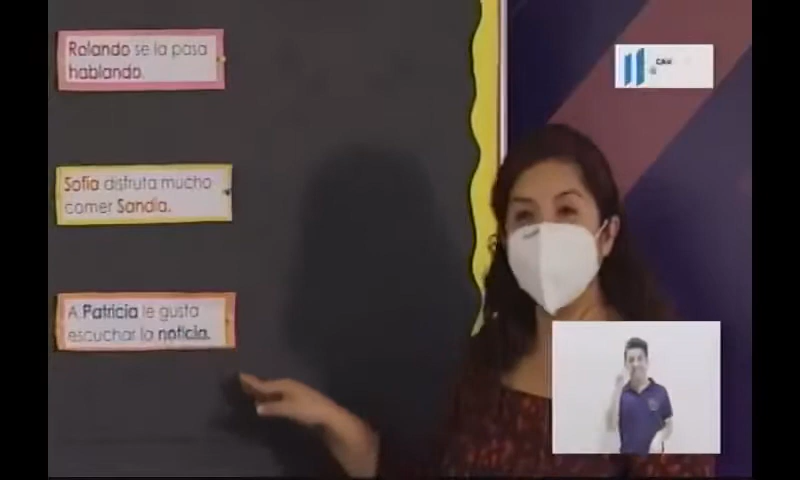 Rolando se la pasa
hablando.
Sofía disfruta mucho
comer Sandía.
A Patricia le gusta
escuchar la noticia.